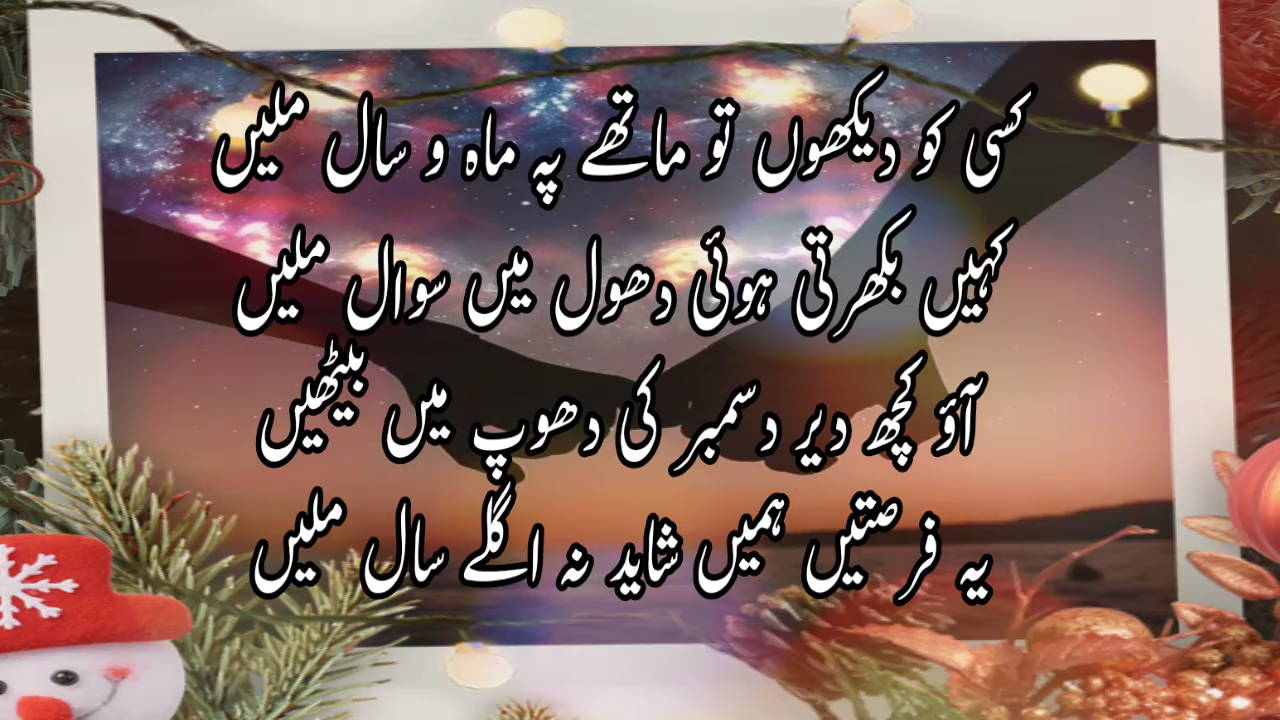 کسی کو دیکھوں تو ماتھے پہ ماہ و سال ملیں
کہیں بکھرتی ہوئی دھول میں سوال ملیں
آؤ کچھ دیر دسمبر کی دھوپ میں بیٹھیں
یہ فرصتیں ہمیں شاید نہ اگلے سال ملیں